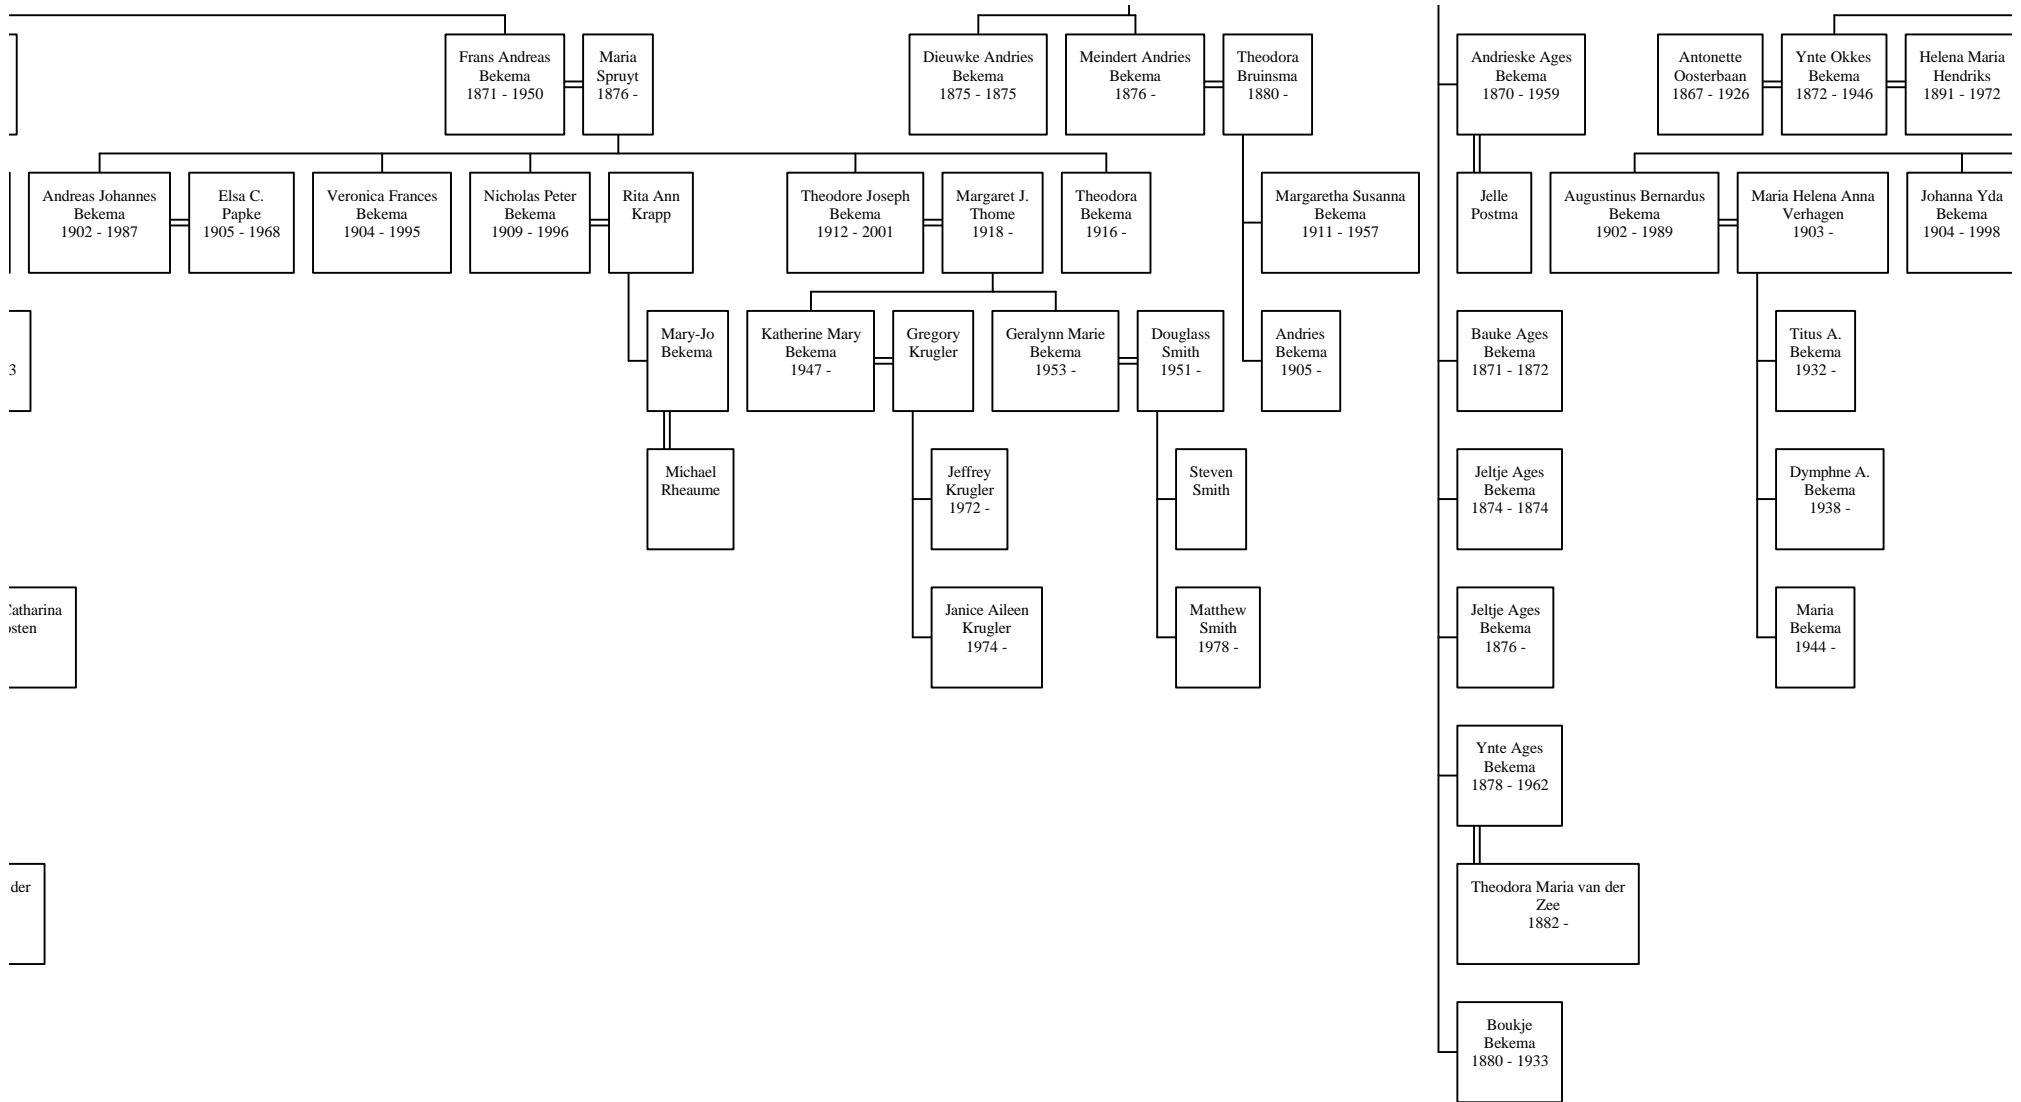 Frans Andreas
Bekema
1871 - 1950
Maria
Spruyt
1876 -
Dieuwke Andries
Bekema
1875 - 1875
Meindert Andries
Bekema
1876 -
Theodora
Bruinsma
1880 -
Andrieske Ages
Bekema
1870 - 1959
Antonette
Oosterbaan
1867 - 1926
Ynte Okkes
Bekema
1872 - 1946
Helena Maria
Hendriks
1891 - 1972
Andreas Johannes
Bekema
1902 - 1987
Elsa C.
Papke
1905 - 1968
Veronica Frances
Bekema
1904 - 1995
Nicholas Peter
Bekema
1909 - 1996
Rita Ann
Krapp
Theodore Joseph
Bekema
1912 - 2001
Margaret J.
Thome
1918 -
Theodora
Bekema
1916 -
Margaretha Susanna
Bekema
1911 - 1957
Jelle
Postma
Augustinus Bernardus
Bekema
1902 - 1989
Maria Helena Anna
Verhagen
1903 -
Johanna Yda
Bekema
1904 - 1998
3
Mary-Jo
Bekema
Katherine Mary
Bekema
1947 -
Gregory
Krugler
Geralynn Marie
Bekema
1953 -
Douglass
Smith
1951 -
Andries
Bekema
1905 -
Bauke Ages
Bekema
1871 - 1872
Titus A.
Bekema
1932 -
Michael
Rheaume
Jeffrey
Krugler
1972 -
Steven
Smith
Jeltje Ages
Bekema
1874 - 1874
Dymphne A.
Bekema
1938 -
Janice Aileen
Krugler
1974 -
Matthew
Smith
1978 -
Jeltje Ages
Bekema
1876 -
Maria
Bekema
1944 -
Ynte Ages
Bekema
1878 - 1962
der
Theodora Maria van der
Zee
1882 -
Boukje
Bekema
1880 - 1933